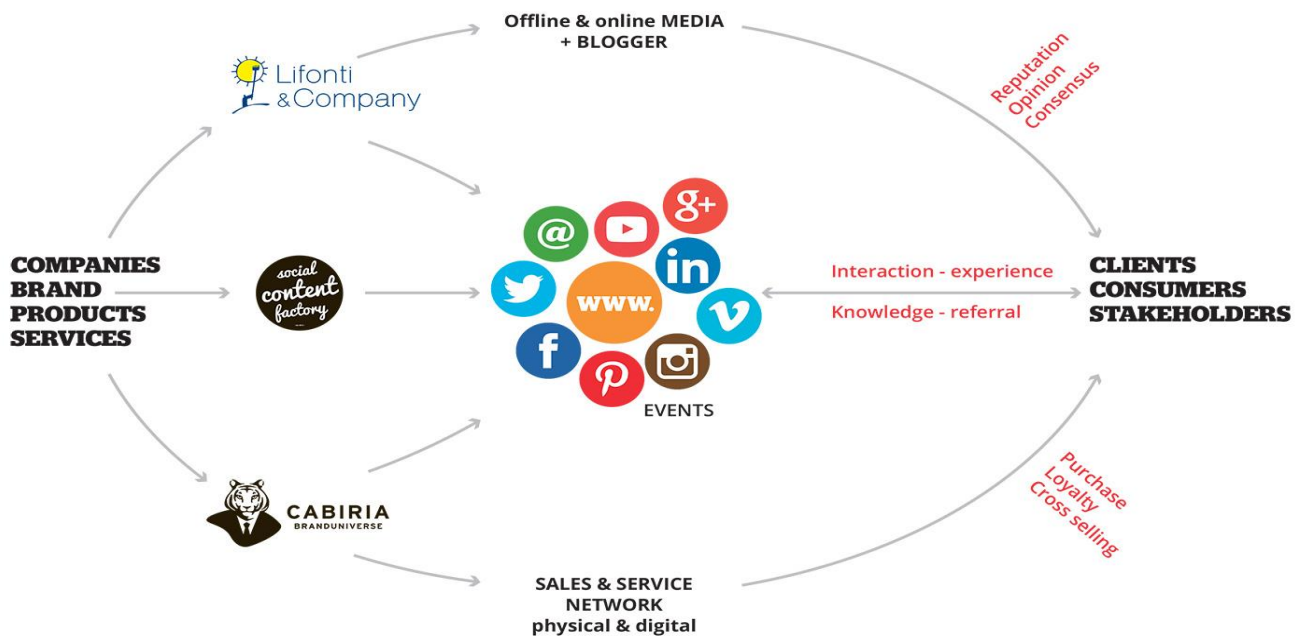 Offline & online MEDIA
+ BLOGGER
Lifonti
&Company
Reputation
Opinion
Consensus
COMPANIES
BRAND
PRODUCTS
SERVICES
social
content
factory
@
g+
in
www.
f
EVENTS
Interaction - experience
Knowledge - referral
CLIENTS
CONSUMERS
STAKEHOLDERS
CABIRIA
BRANDUNIVERSE
Purchase
Loyalty
Cross selling
SALES & SERVICE
NETWORK
physical & digital